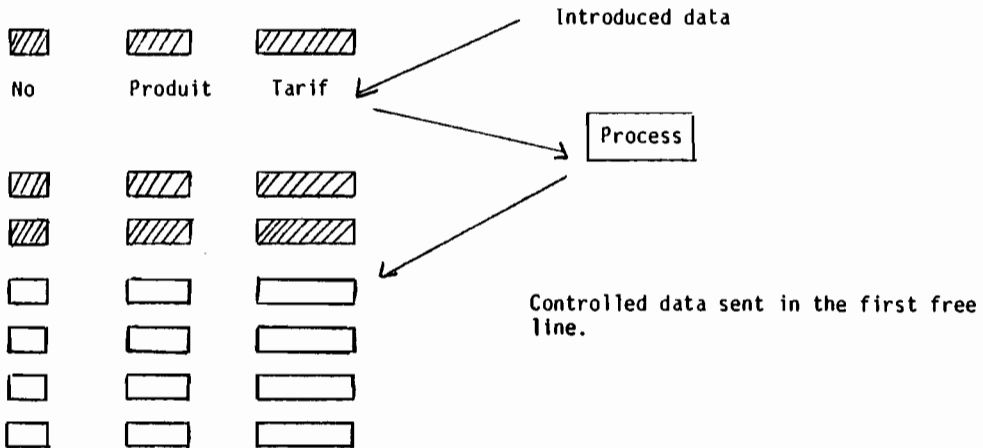 Introduced data
No Produit Tarif
Process
Controlled data sent in the first free
line.